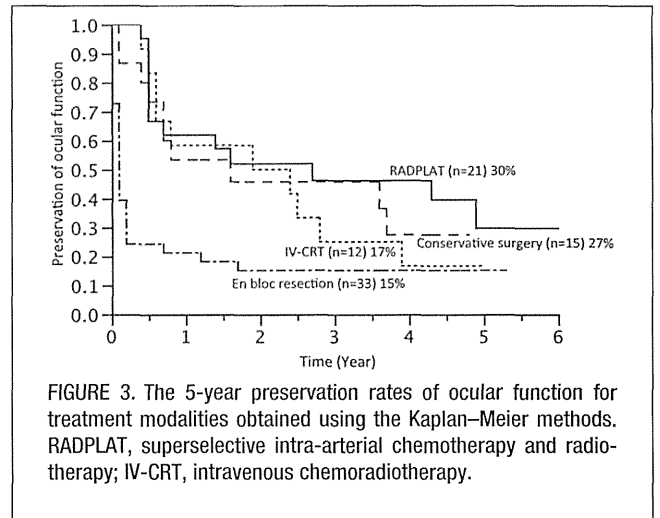 1.0
0.9
0.8
0.7
0.6
0.5
0.4
0.3
0.2
0.1
0.0
Preservation of ocular function
RADPLAT (n=21) 30%
Conservative surgery (n=15) 27%
IV-CRT (n=12) 17%
En bloc resection (n=33) 15%
0 1 2 3 4 5 6
Time (Year)
FIGURE 3. The 5-year preservation rates of ocular function for
treatment modalities obtained using the Kaplan–Meier methods.
RADPLAT, superselective intra-arterial chemotherapy and radio-
therapy; IV-CRT, intravenous chemoradiotherapy.